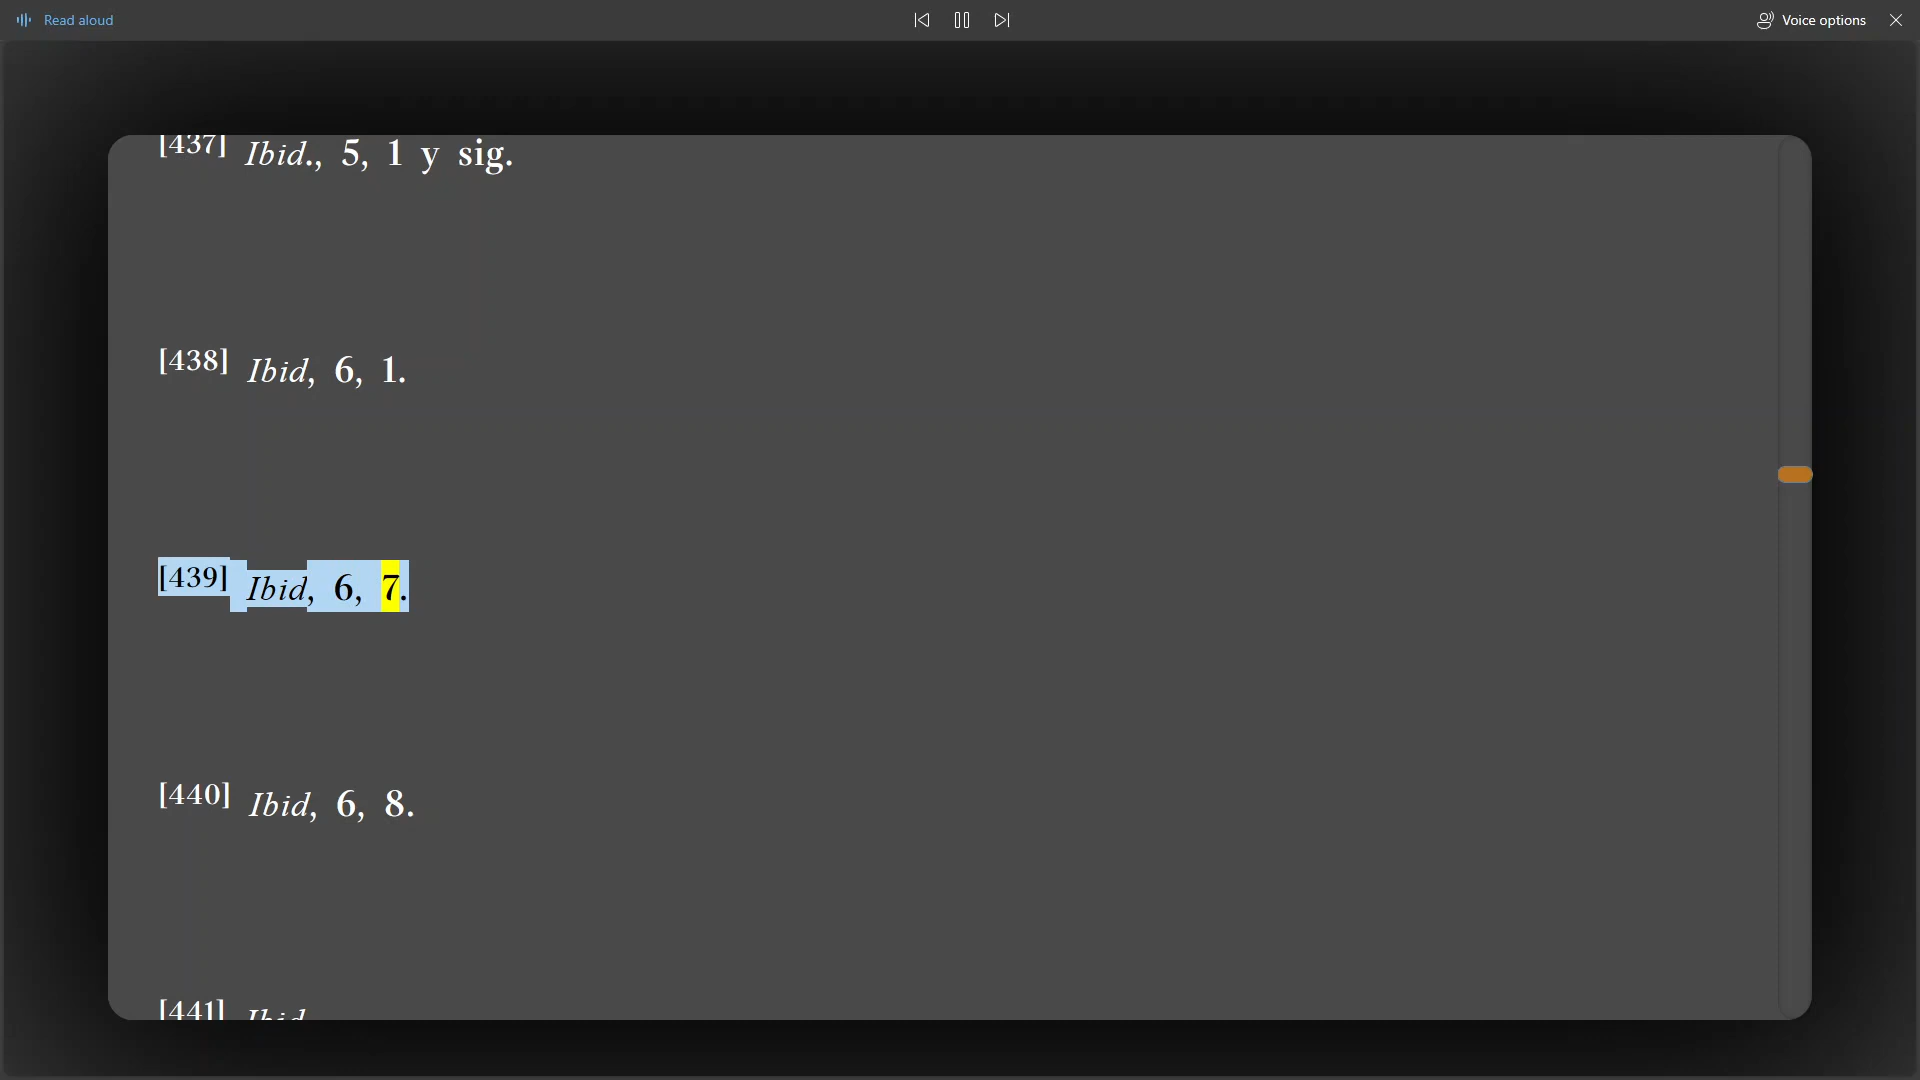 Read aloud
Voice options
[437] Ibid., 5, 1 y sig.
[438] Ibid, 6, 1.
[439] Ibid, 6, 7.
[440] Ibid, 6, 8.
[441] Ibid